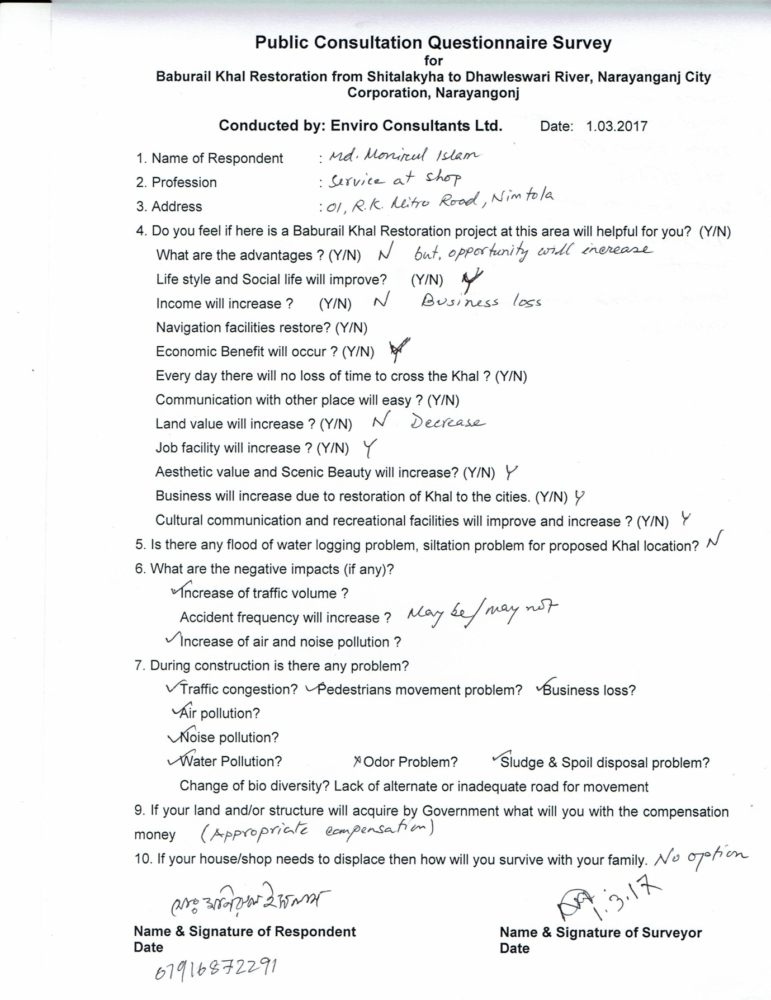 Public Consultation Questionnaire Survey
for
Baburail Khal Restoration from Shitalakyha to Dhawleswari River, Narayanganj City
Corporation, Narayangonj
Conducted by: Enviro Consultants Ltd. Date: 1.03.2017
1. Name of Respondent : Md. Monirul Islam
2. Profession : Service at shop
3. Address : 01, R.K. Mitro Road, Nimtola
4. Do you feel if here is a Baburail Khal Restoration project at this area will helpful for you? (Y/N)
What are the advantages ? (Y/N) N but, opportunity will increase
Life style and Social life will improve? (Y/N) Y
Income will increase ? (Y/N) N Business loss
Navigation facilities restore? (Y/N)
Economic Benefit will occur ? (Y/N) Y
Every day there will no loss of time to cross the Khal ? (Y/N)
Communication with other place will easy ? (Y/N)
Land value will increase ? (Y/N) N Decrease
Job facility will increase ? (Y/N) Y
Aesthetic value and Scenic Beauty will increase? (Y/N) Y
Business will increase due to restoration of Khal to the cities. (Y/N) Y
Cultural communication and recreational facilities will improve and increase ? (Y/N) Y
5. Is there any flood of water logging problem, siltation problem for proposed Khal location? N
6. What are the negative impacts (if any)?
✓Increase of traffic volume ?
Accident frequency will increase ? May be/may not
✓Increase of air and noise pollution ?
7. During construction is there any problem?
✓Traffic congestion? ✓Pedestrians movement problem? ✓Business loss?
✓Air pollution?
✓Noise pollution?
✓Water Pollution? ✗Odor Problem? ✓Sludge & Spoil disposal problem?
Change of bio diversity? Lack of alternate or inadequate road for movement
9. If your land and/or structure will acquire by Government what will you with the compensation
money (Appropriate compensation)
10. If your house/shop needs to displace then how will you survive with your family. No option
মোঃ মনিরুল ইসলাম 1.3.17
Name & Signature of Respondent Name & Signature of Surveyor
Date Date
67916872291